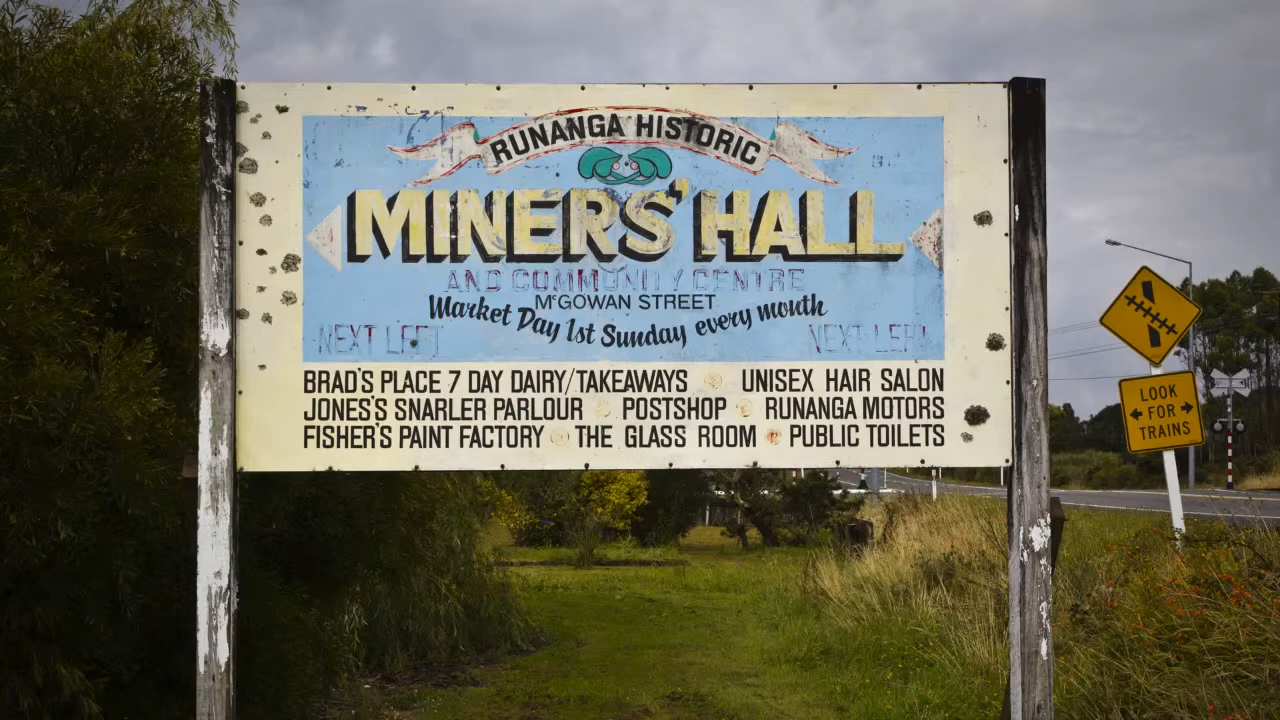 RUNANGA HISTORIC
MINERS' HALL
AND COMMUNITY CENTRE
McGOWAN STREET
Market Day 1st Sunday every month
NEXT LEFT NEXT LEFT
BRAD'S PLACE 7 DAY DAIRY/TAKEAWAYS UNISEX HAIR SALON
JONES'S SNARLER PARLOUR POSTSHOP RUNANGA MOTORS
FISHER'S PAINT FACTORY THE GLASS ROOM PUBLIC TOILETS
LOOK
FOR
TRAINS